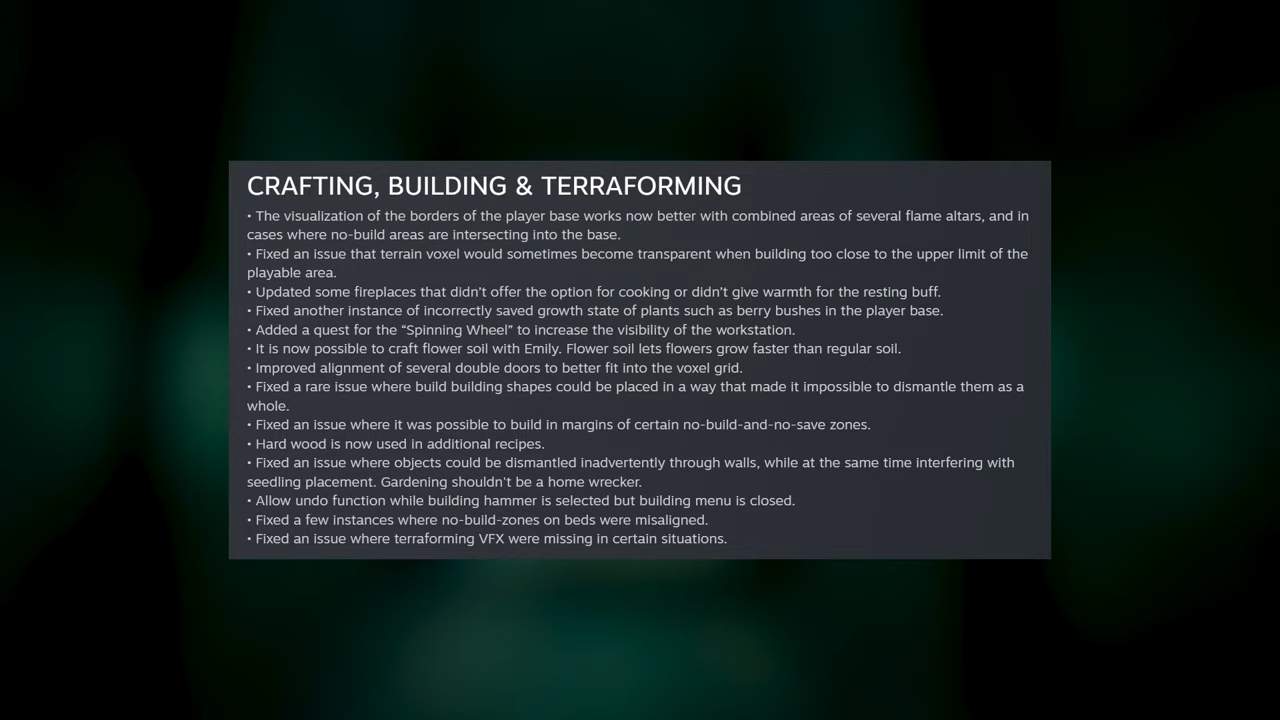 CRAFTING, BUILDING & TERRAFORMING
• The visualization of the borders of the player base works now better with combined areas of several flame altars, and in
cases where no-build areas are intersecting into the base.
• Fixed an issue that terrain voxel would sometimes become transparent when building too close to the upper limit of the
playable area.
• Updated some fireplaces that didn't offer the option for cooking or didn't give warmth for the resting buff.
• Fixed another instance of incorrectly saved growth state of plants such as berry bushes in the player base.
• Added a quest for the “Spinning Wheel” to increase the visibility of the workstation.
• It is now possible to craft flower soil with Emily. Flower soil lets flowers grow faster than regular soil.
• Improved alignment of several double doors to better fit into the voxel grid.
• Fixed a rare issue where build building shapes could be placed in a way that made it impossible to dismantle them as a
whole.
• Fixed an issue where it was possible to build in margins of certain no-build-and-no-save zones.
• Hard wood is now used in additional recipes.
• Fixed an issue where objects could be dismantled inadvertently through walls, while at the same time interfering with
seedling placement. Gardening shouldn't be a home wrecker.
• Allow undo function while building hammer is selected but building menu is closed.
• Fixed a few instances where no-build-zones on beds were misaligned.
• Fixed an issue where terraforming VFX were missing in certain situations.